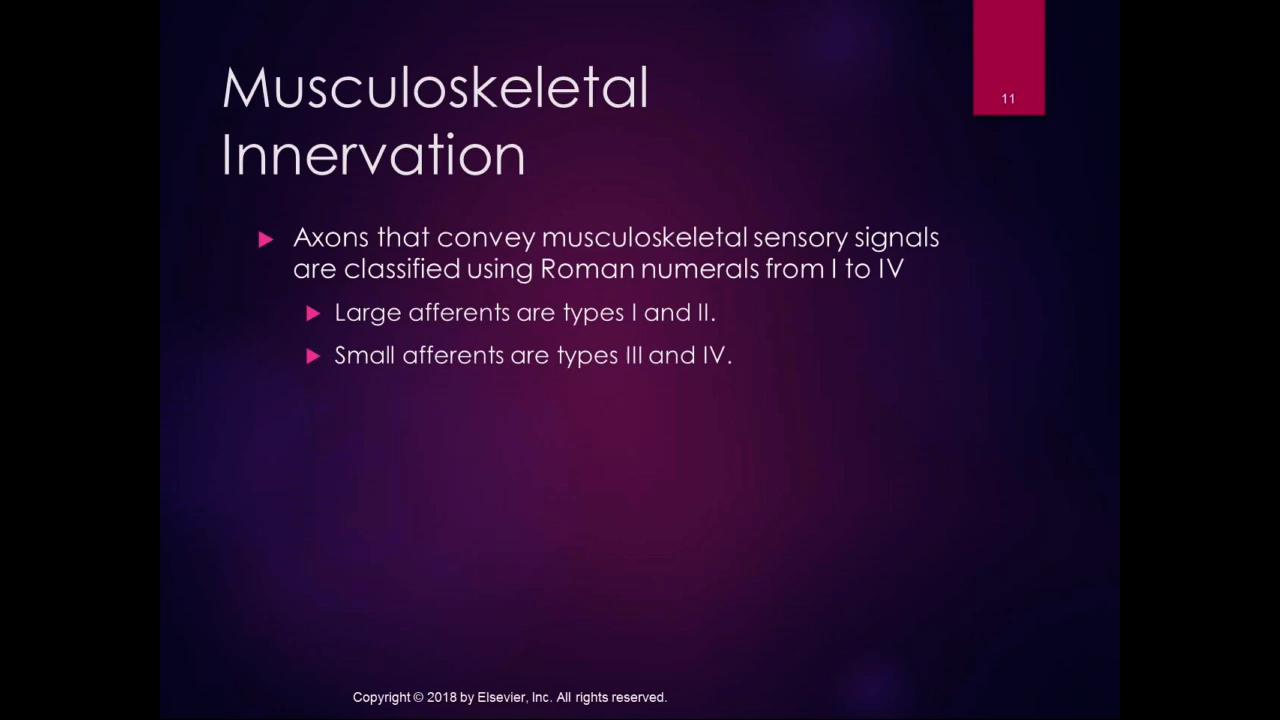 Musculoskeletal
Innervation
11
Axons that convey musculoskeletal sensory signals
are classified using Roman numerals from I to IV
Large afferents are types I and II.
Small afferents are types III and IV.
Copyright © 2018 by Elsevier, Inc. All rights reserved.